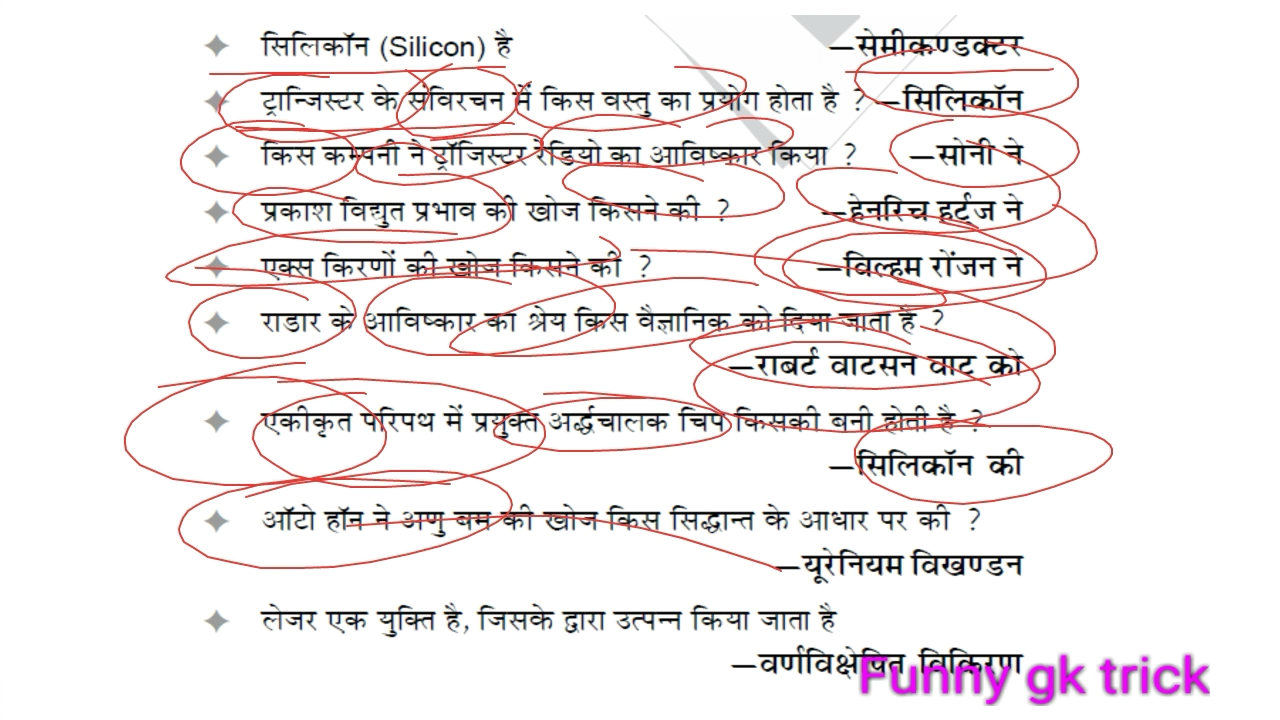 ✦ सिलिकॉन (Silicon) है —सेमीकण्डक्टर
✦ ट्रान्जिस्टर के संविरचन में किस वस्तु का प्रयोग होता है ? —सिलिकॉन
✦ किस कम्पनी ने ट्रॉजिस्टर रेडियो का आविष्कार किया ? —सोनी ने
✦ प्रकाश विद्युत प्रभाव की खोज किसने की ? —हेनरिच हर्ट्ज ने
✦ एक्स किरणों की खोज किसने की ? —विल्हम रोंजन ने
✦ राडार के आविष्कार का श्रेय किस वैज्ञानिक को दिया जाता है ?
—राबर्ट वाटसन वाट को
✦ एकीकृत परिपथ में प्रयुक्त अर्द्धचालक चिप किसकी बनी होती है ?
—सिलिकॉन की
✦ ऑटो हॉन ने अणु बम की खोज किस सिद्धान्त के आधार पर की ?
—यूरेनियम विखण्डन
✦ लेजर एक युक्ति है, जिसके द्वारा उत्पन्न किया जाता है
—वर्णविक्षेपित विकिरण
Funny gk trick